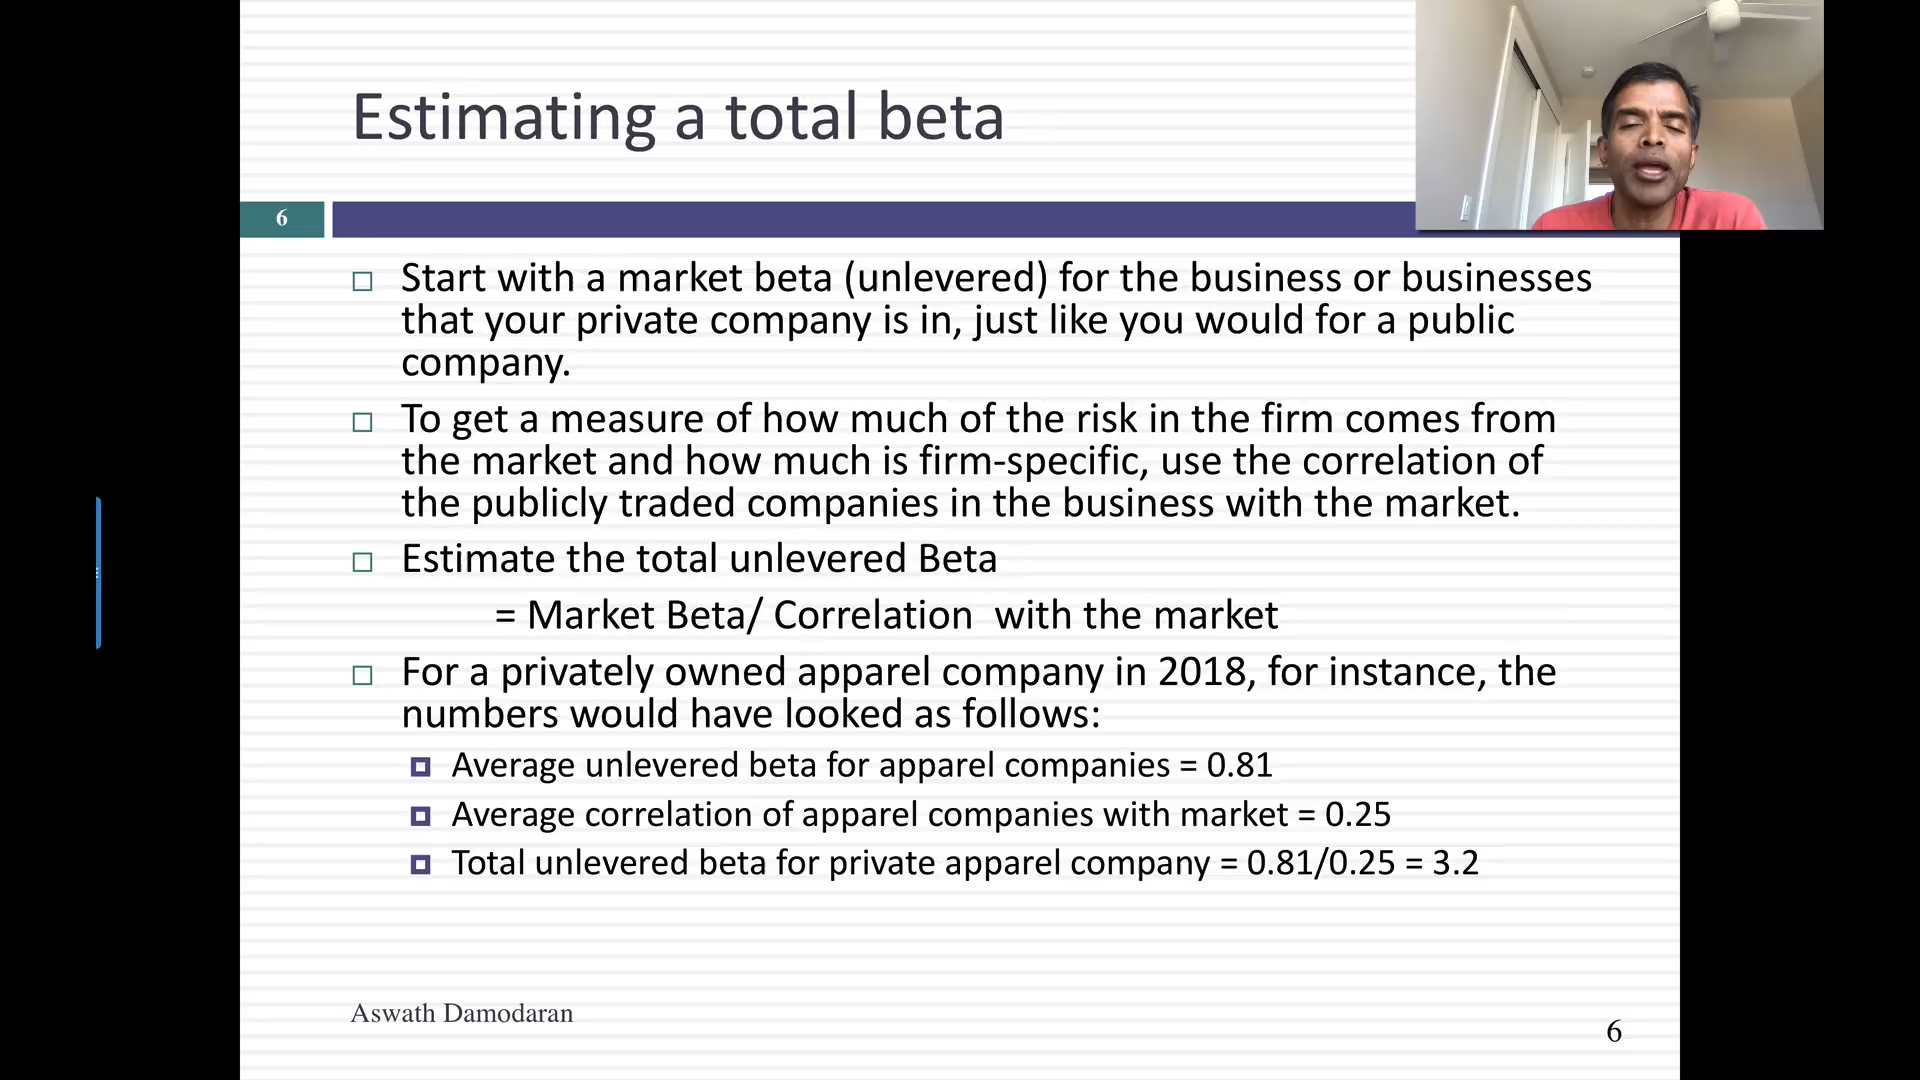 Estimating a total beta
6
Start with a market beta (unlevered) for the business or businesses
that your private company is in, just like you would for a public
company.
To get a measure of how much of the risk in the firm comes from
the market and how much is firm-specific, use the correlation of
the publicly traded companies in the business with the market.
Estimate the total unlevered Beta
= Market Beta/ Correlation with the market
For a privately owned apparel company in 2018, for instance, the
numbers would have looked as follows:
Average unlevered beta for apparel companies = 0.81
Average correlation of apparel companies with market = 0.25
Total unlevered beta for private apparel company = 0.81/0.25 = 3.2
Aswath Damodaran
6